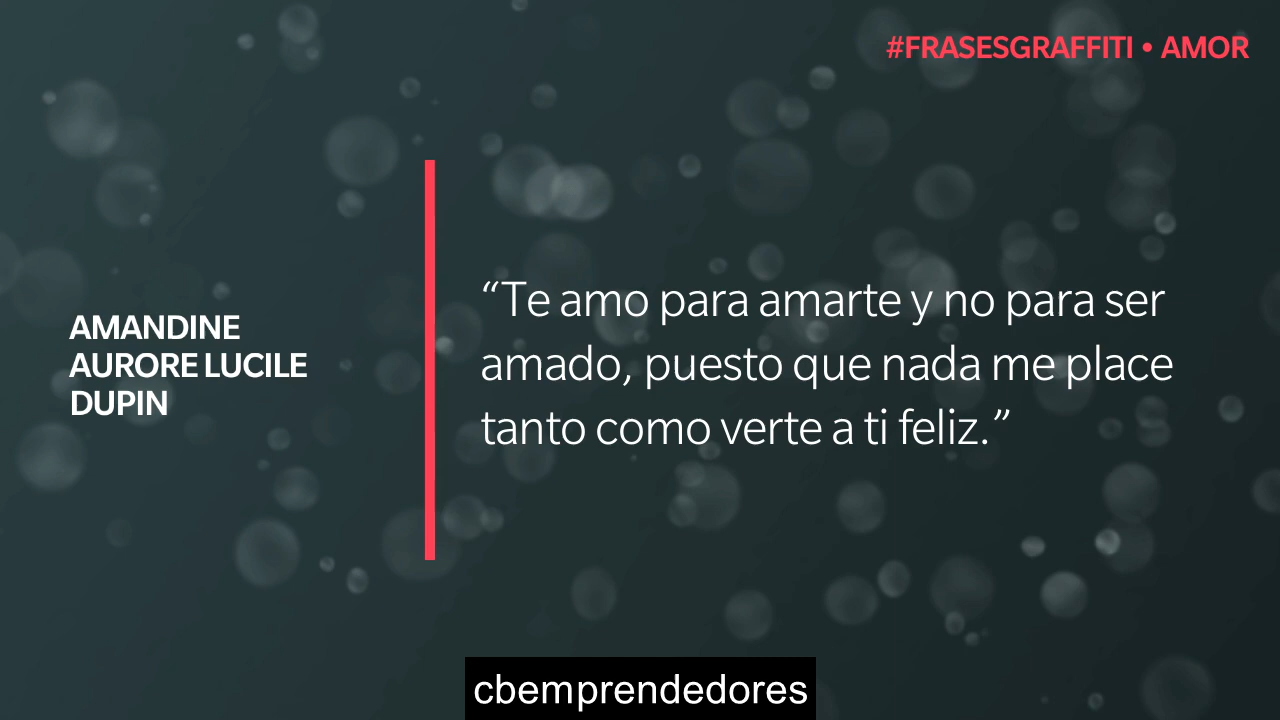 #FRASESGRAFFITI • AMOR
AMANDINE
AURORE LUCILE
DUPIN
“Te amo para amarte y no para ser
amado, puesto que nada me place
tanto como verte a ti feliz.”
cbemprendedores